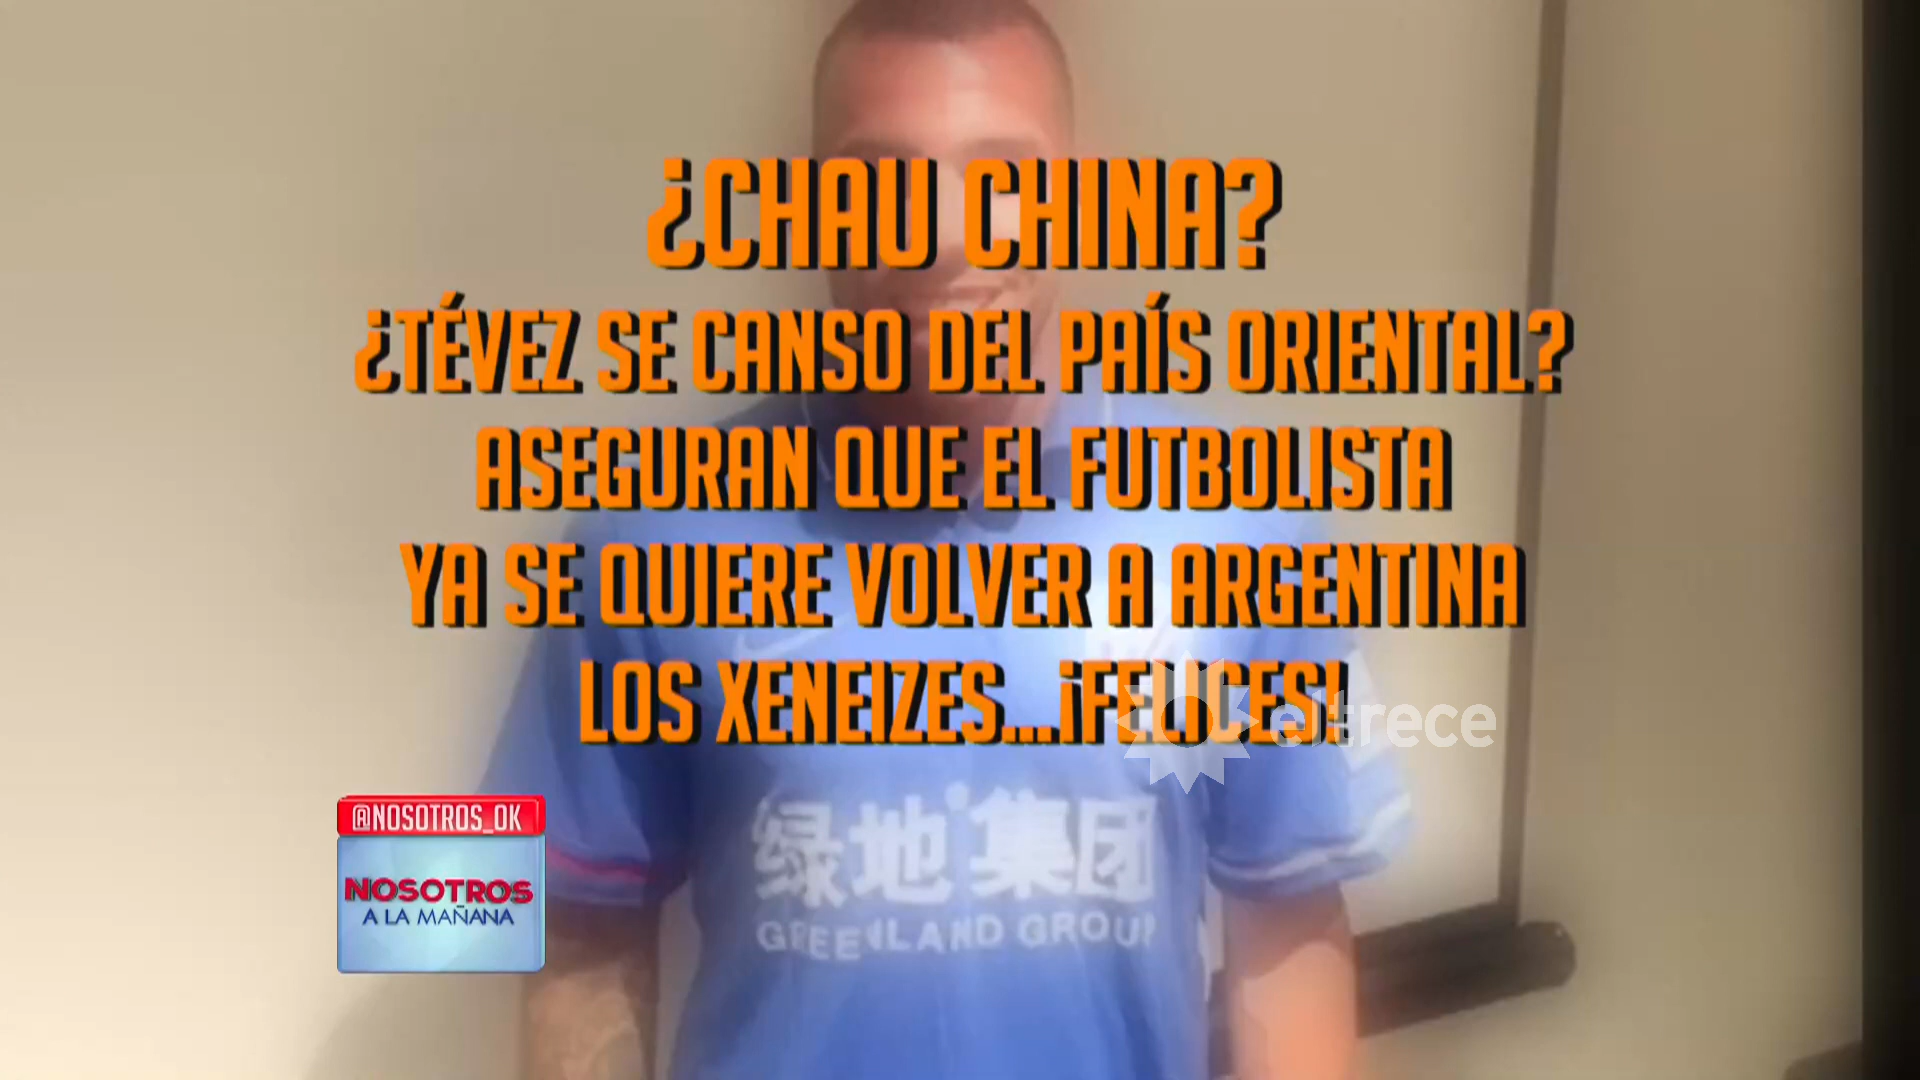 ¿CHAU CHINA?
¿TÉVEZ SE CANSO DEL PAÍS ORIENTAL?
ASEGURAN QUE EL FUTBOLISTA
YA SE QUIERE VOLVER A ARGENTINA
LOS XENEIZES...¡FELICES!
eltrece
@NOSOTROS_OK
NOSOTROS
A LA MAÑANA
绿地集团
GREENLAND GROUP